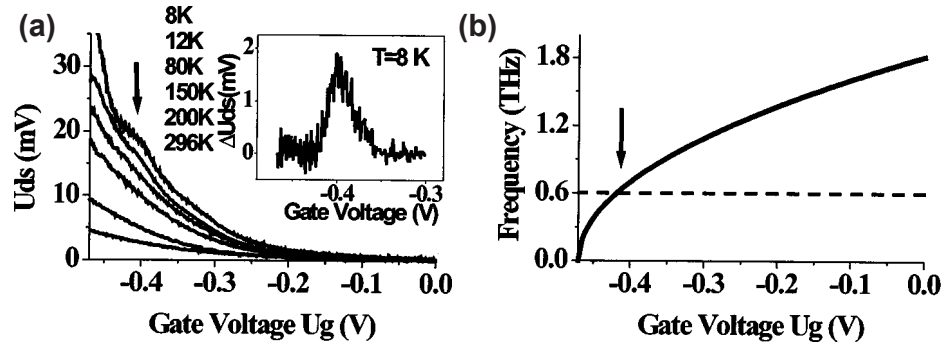 (a)
8K
12K
80K
150K
200K
296K
30
20
10
0
Uds (mV)
-0.4
-0.3
-0.2
-0.1
0.0
Gate Voltage Ug (V)
T=8 K
2
1
0
ΔUds(mV)
-0.4
-0.3
Gate Voltage (V)
(b)
1.8
1.2
0.6
0.0
Frequency (THz)
-0.4
-0.3
-0.2
-0.1
0.0
Gate Voltage Ug (V)